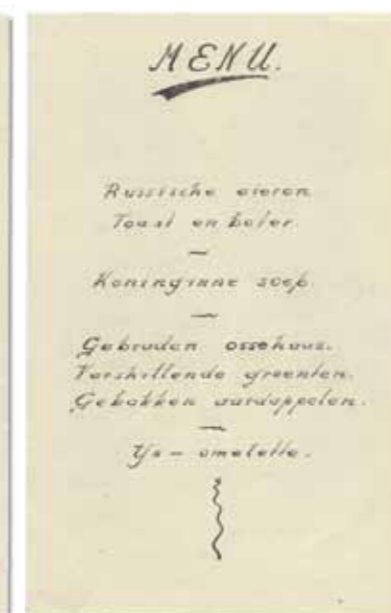 MENU.
Russische eieren
Toast en boter.
Koninginne soep.
Gebraden ossehaas.
Verschillende groenten.
Gebakken aardappelen.
Ys - omelette.